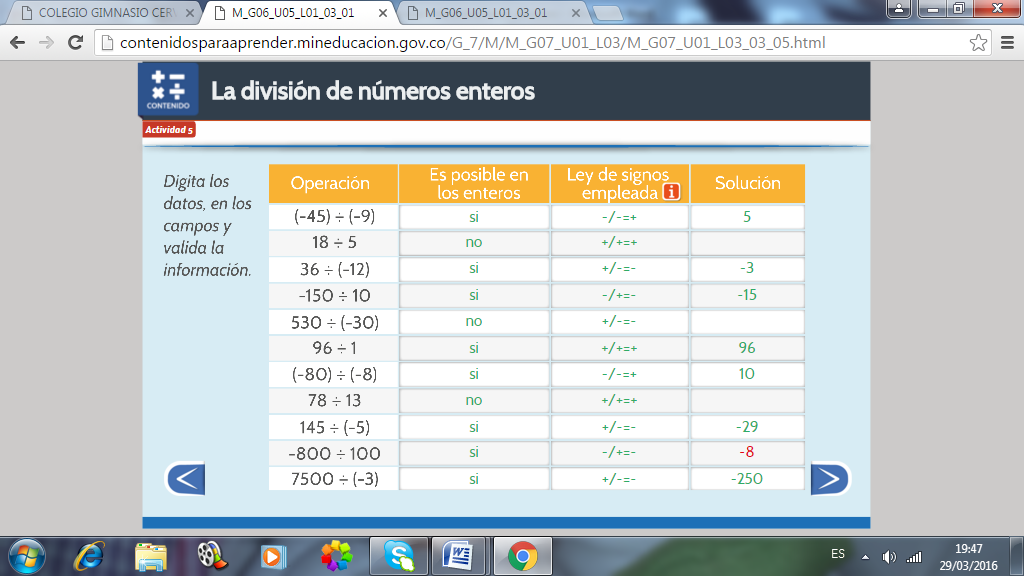 COLEGIO GIMNASIO CER
M_G06_U05_L01_03_01
M_G06_U05_L01_03_01
contenidosparaaprender.mineducacion.gov.co/G_7/M/M_G07_U01_L03/M_G07_U01_L03_03_05.html
CONTENIDO
La división de números enteros
Actividad 5
Digita los
datos, en los
campos y
valida la
información.
Operación Es posible en los enteros Ley de signos empleada i Solución
(-45) ÷ (-9) si -/-=+ 5
18 ÷ 5 no +/+=+
36 ÷ (-12) si +/-=- -3
-150 ÷ 10 si -/+=- -15
530 ÷ (-30) no +/-=-
96 ÷ 1 si +/+=+ 96
(-80) ÷ (-8) si -/-=+ 10
78 ÷ 13 no +/+=+
145 ÷ (-5) si +/-=- -29
-800 ÷ 100 si -/+=- -8
7500 ÷ (-3) si +/-=- -250
< >
ES
19:47
29/03/2016